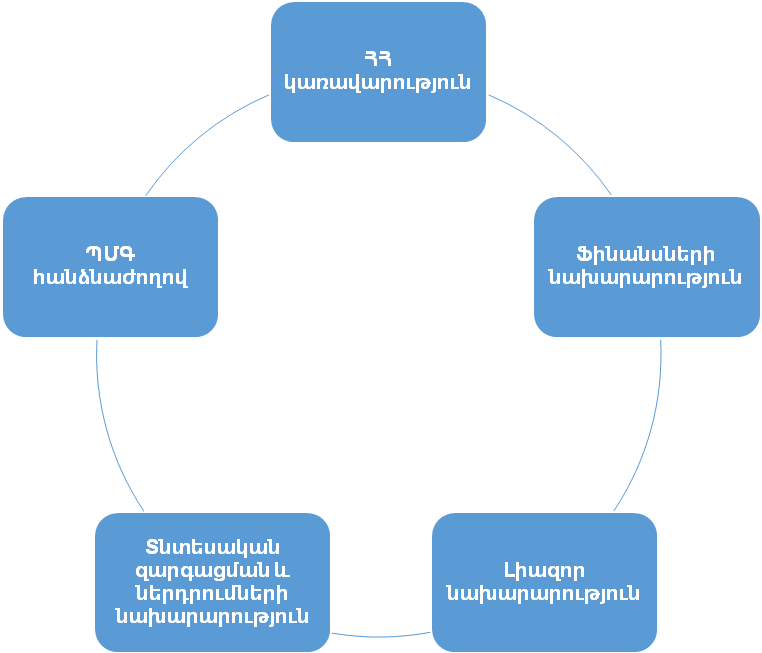 ՀՀ
կառավարություն
ՊՄԳ
հանձնաժողով
Ֆինանսների
նախարարություն
Տնտեսական
զարգացման և
ներդրումների
նախարարություն
Լիազոր
նախարարություն